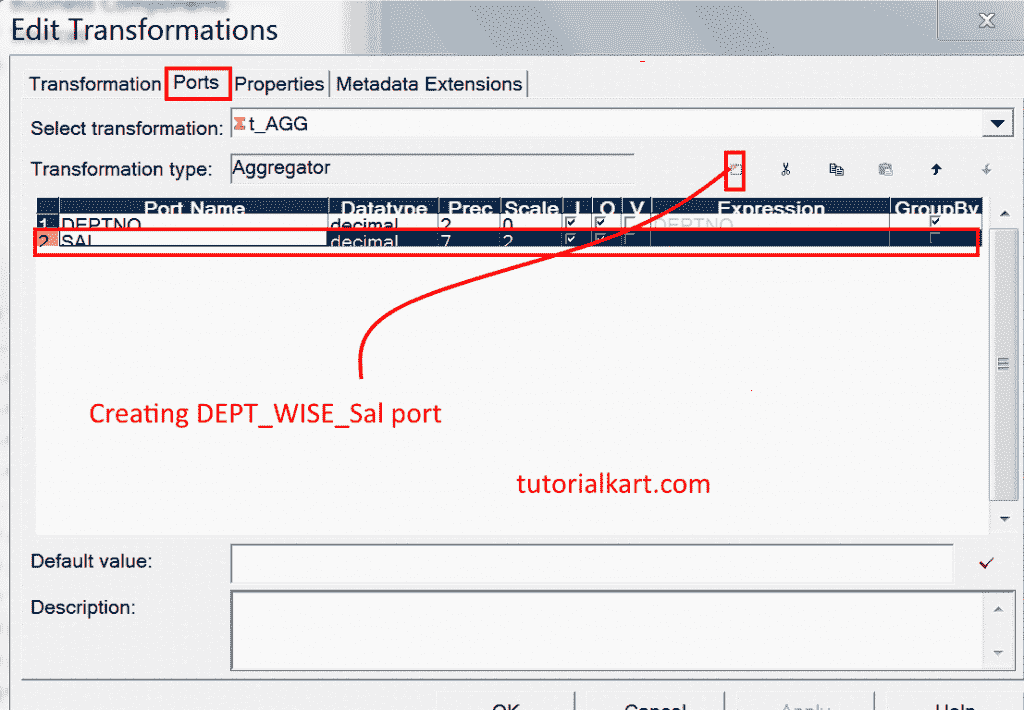 Edit Transformations
Transformation Ports Properties Metadata Extensions
Select transformation: t_AGG
Transformation type: Aggregator
Port Name Datatype Prec Scale I O V Expression GroupBy
1 DEPTNO decimal 2 0 DEPTNO
2 SAL decimal 7 2
Creating DEPT_WISE_Sal port
tutorialkart.com
Default value:
Description:
OK Cancel Apply Help